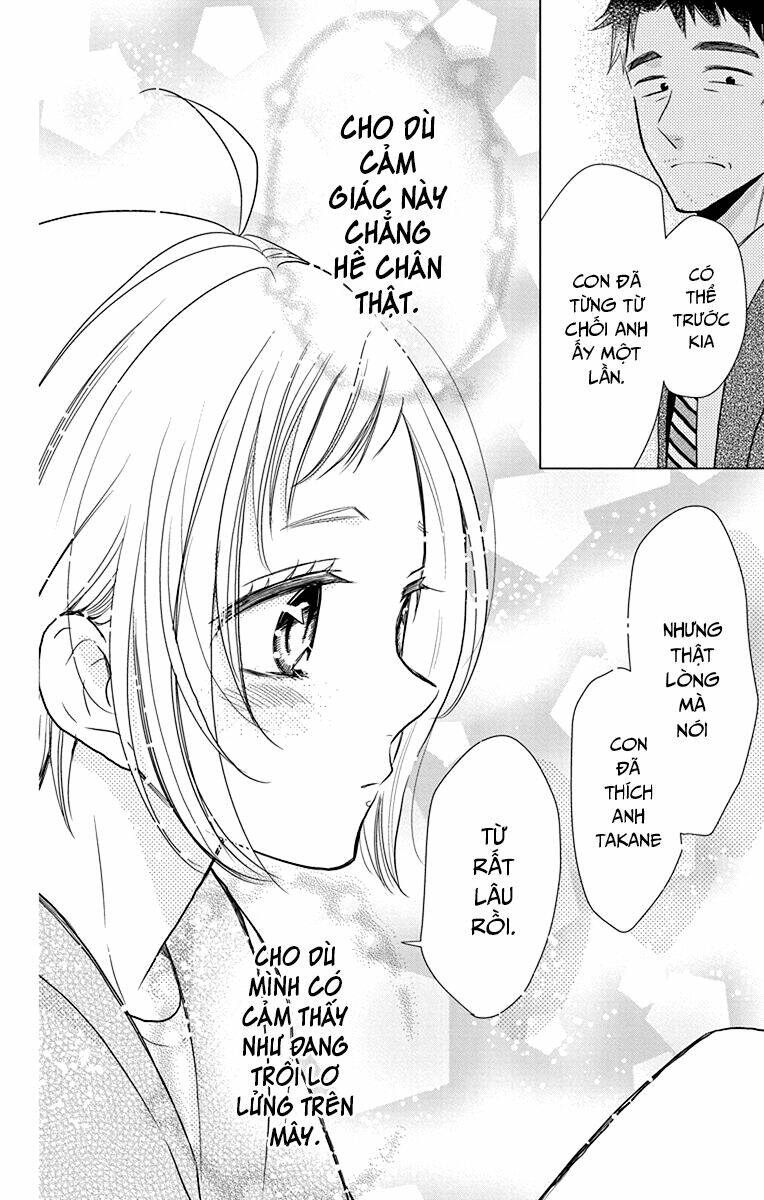 CÓ
THỂ
TRƯỚC
KIA
CON ĐÃ
TỪNG TỪ
CHỐI ANH
ẤY MỘT
LẦN.
CHO DÙ
CẢM
GIÁC NÀY
CHẲNG
HỀ CHÂN
THẬT.
NHƯNG
THẬT
LÒNG MÀ
NÓI
CON
ĐÃ
THÍCH
ANH
TAKANE
TỪ
RẤT
LÂU
RỒI.
CHO DÙ
MÌNH CÓ
CẢM THẤY
NHƯ ĐANG
TRÔI LƠ
LỬNG TRÊN
MÂY.